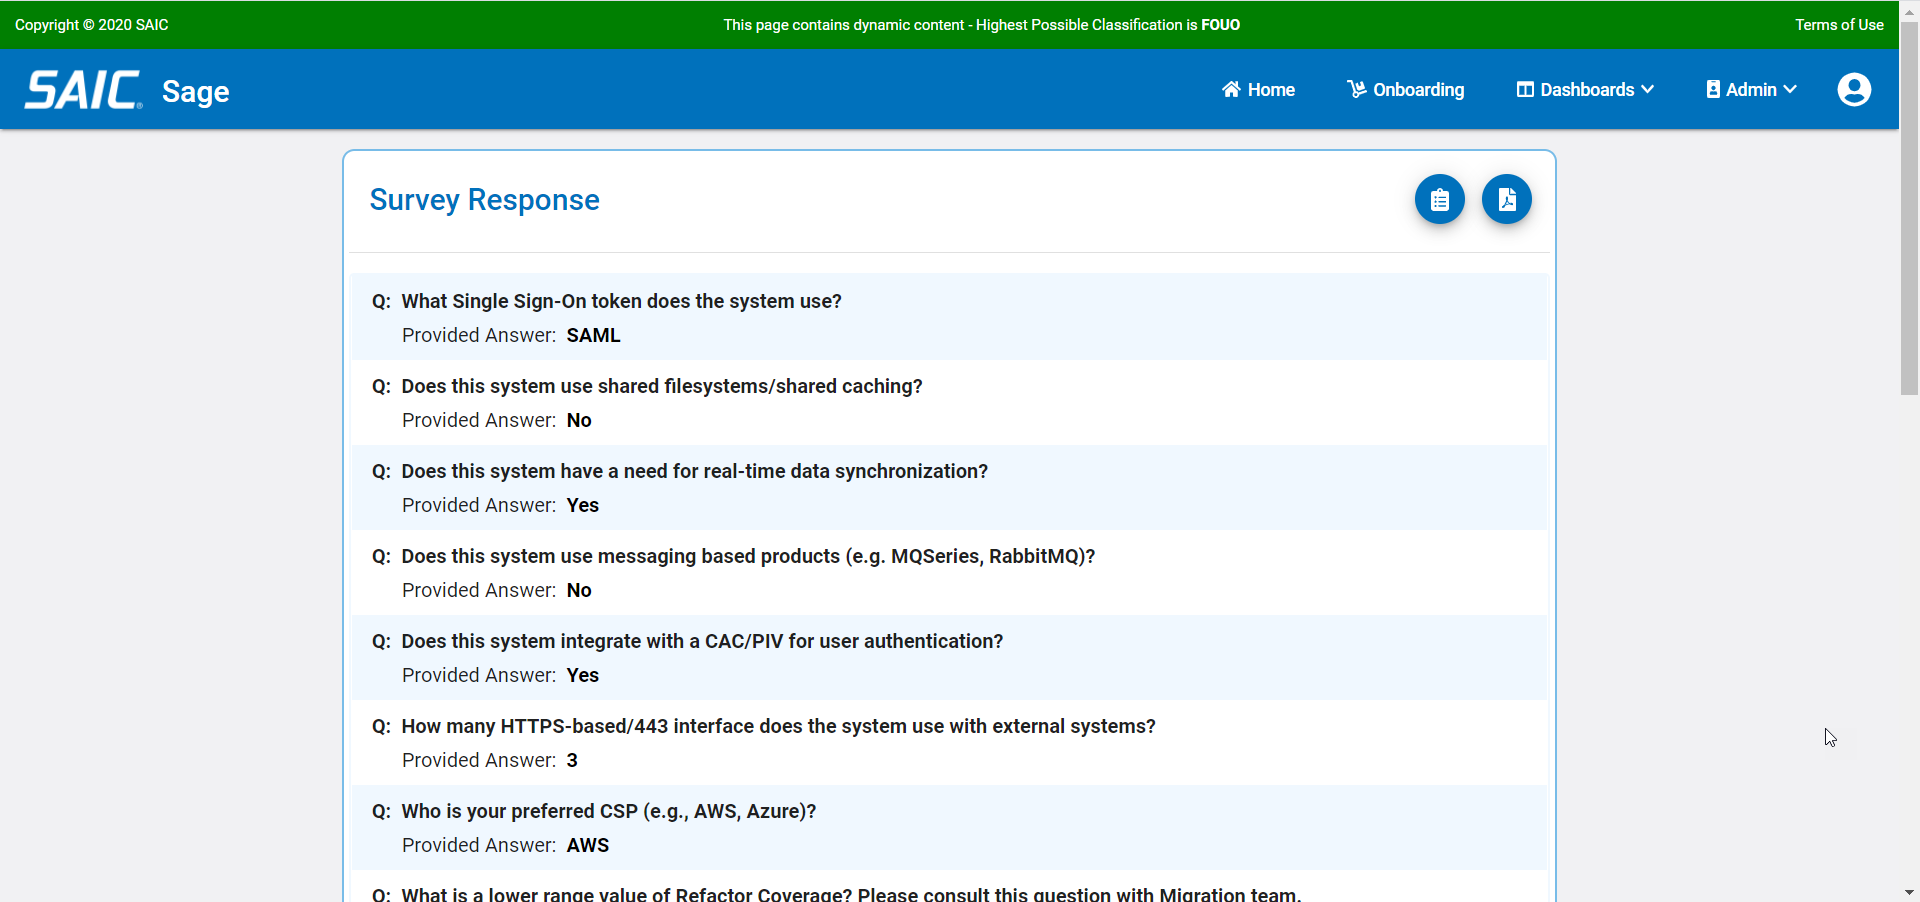 Copyright © 2020 SAIC
This page contains dynamic content - Highest Possible Classification is FOUO
Terms of Use
SAIC®
Sage
Home
Onboarding
Dashboards
Admin
Survey Response
Q: What Single Sign-On token does the system use?
Provided Answer: SAML
Q: Does this system use shared filesystems/shared caching?
Provided Answer: No
Q: Does this system have a need for real-time data synchronization?
Provided Answer: Yes
Q: Does this system use messaging based products (e.g. MQSeries, RabbitMQ)?
Provided Answer: No
Q: Does this system integrate with a CAC/PIV for user authentication?
Provided Answer: Yes
Q: How many HTTPS-based/443 interface does the system use with external systems?
Provided Answer: 3
Q: Who is your preferred CSP (e.g., AWS, Azure)?
Provided Answer: AWS
Q: What is a lower range value of Refactor Coverage? Please consult this question with Migration team.